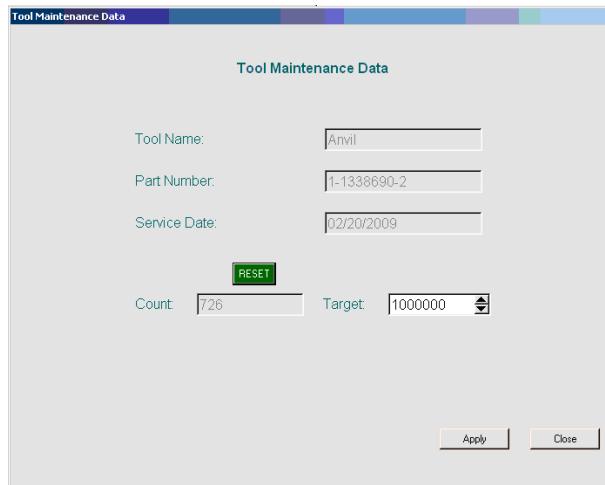 Tool Maintenance Data
Tool Maintenance Data
Tool Name: Anvil
Part Number: 1-1338690-2
Service Date: 02/20/2009
RESET
Count: 726 Target: 1000000
Apply Close